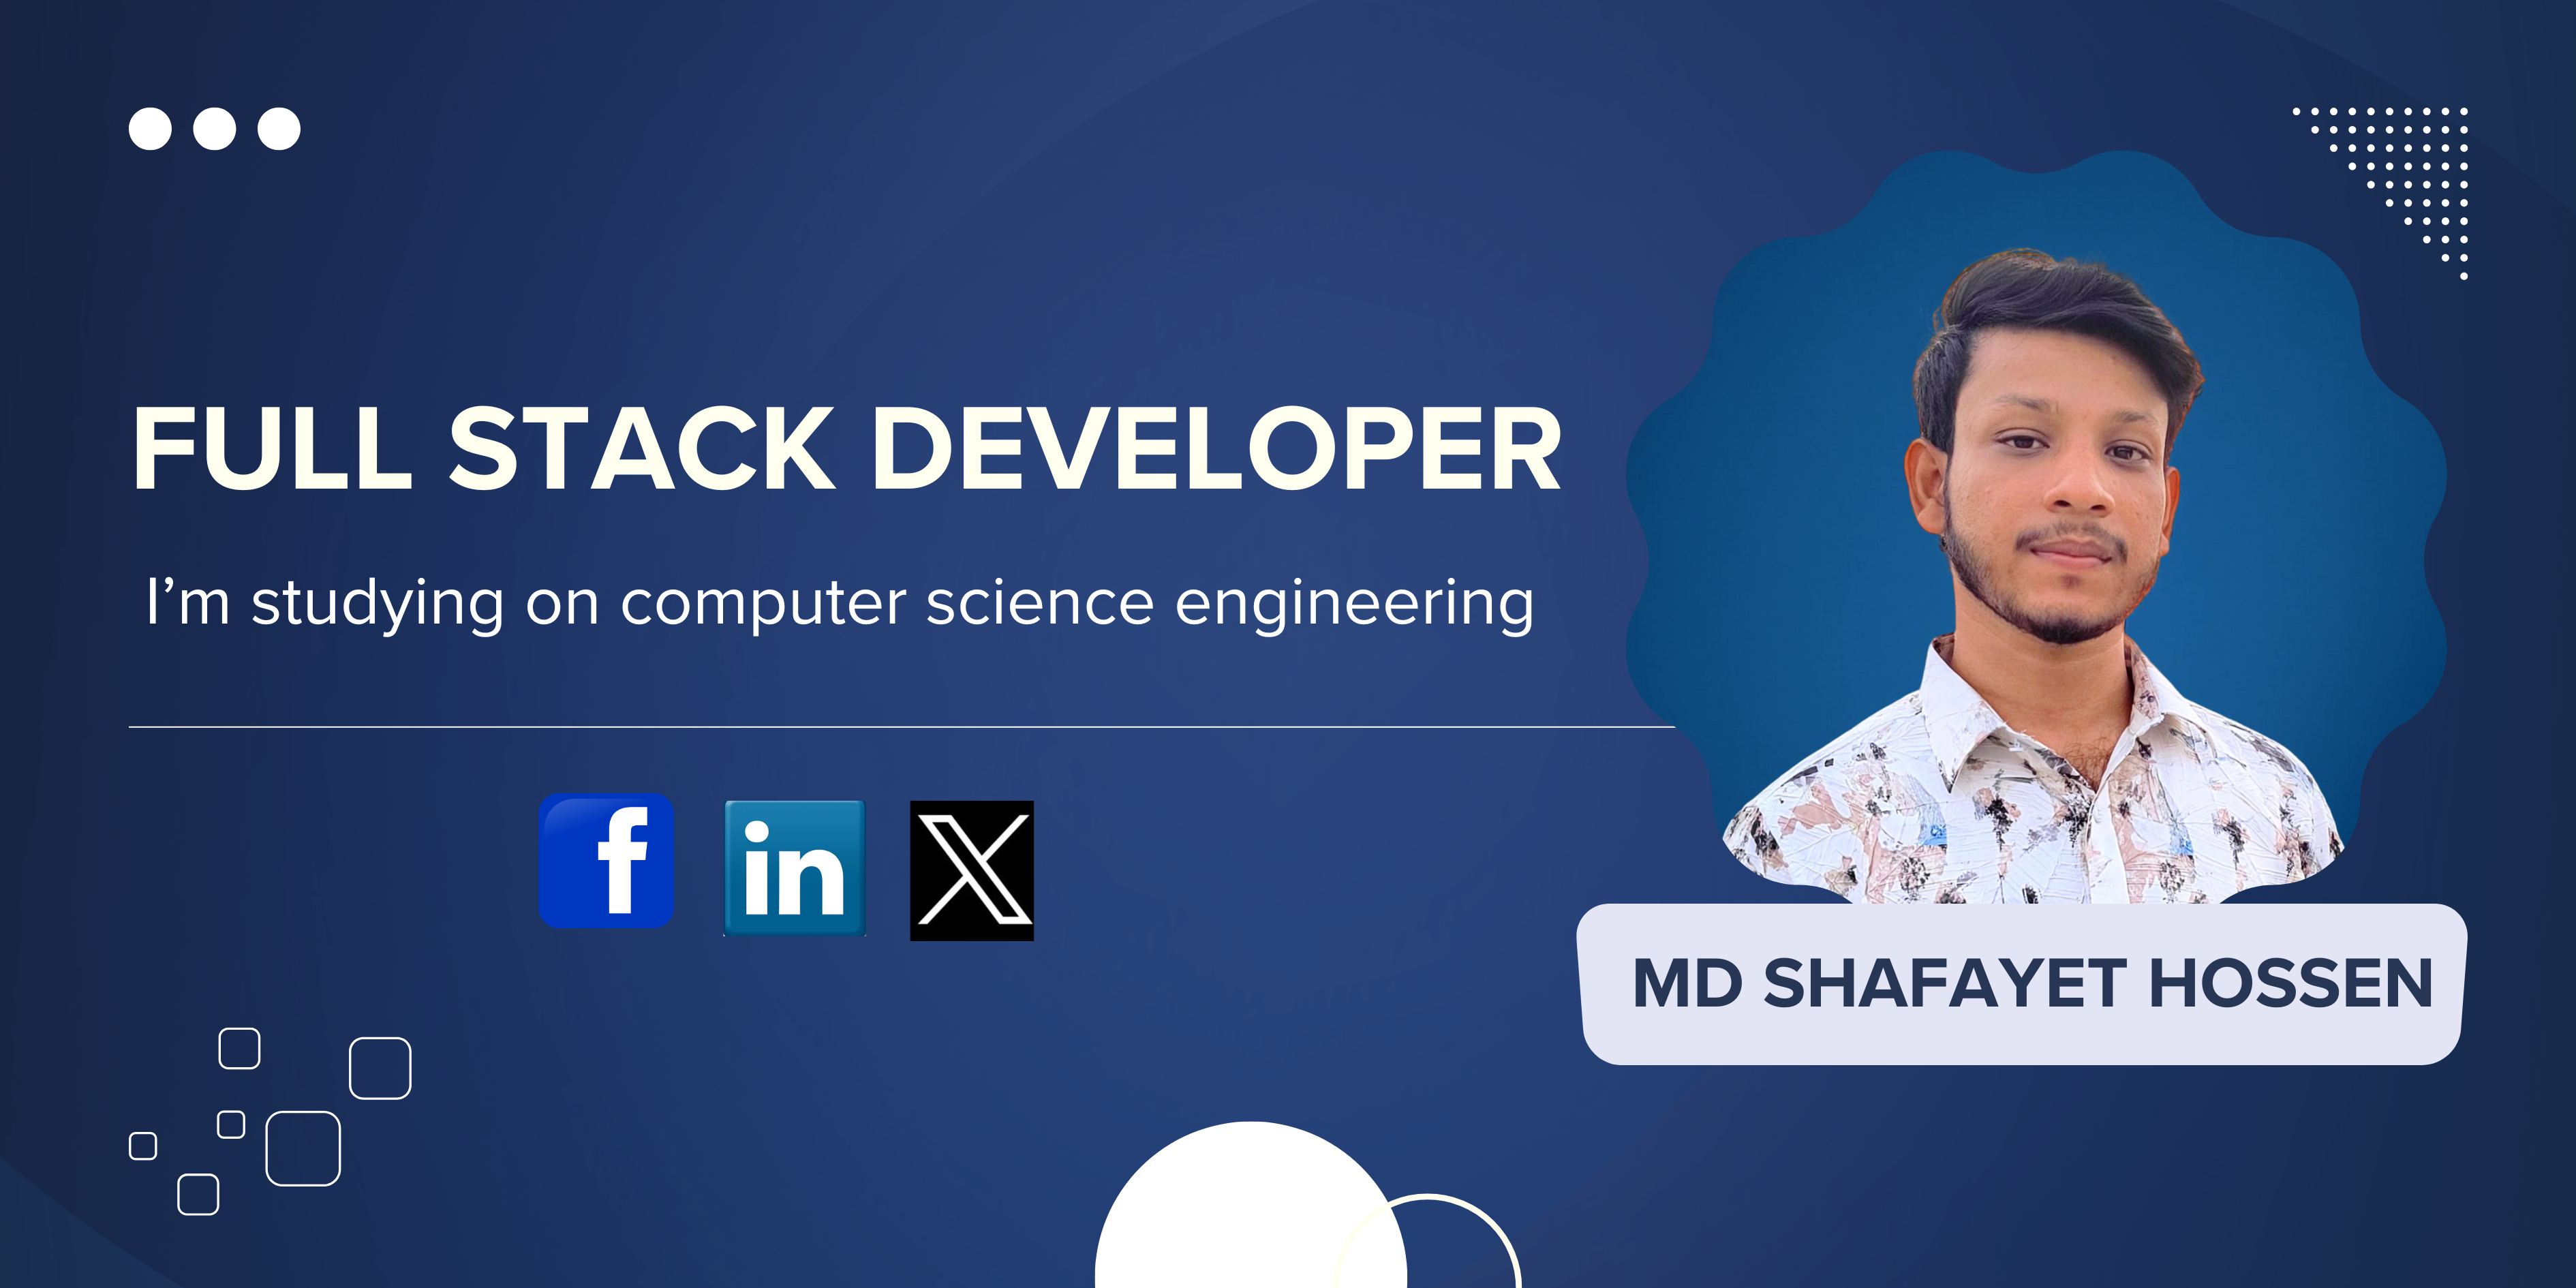 FULL STACK DEVELOPER
I’m studying on computer science engineering
f
in
X
MD SHAFAYET HOSSEN